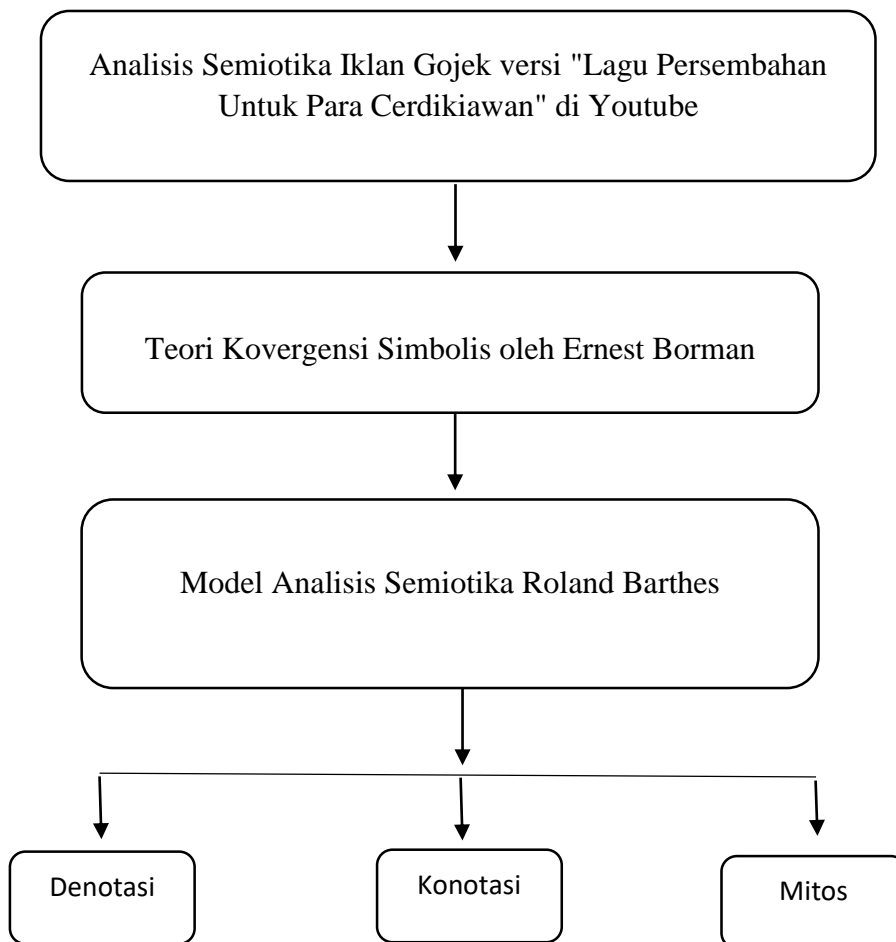 Analisis Semiotika Iklan Gojek versi "Lagu Persembahan
Untuk Para Cerdikiawan" di Youtube
Teori Kovergensi Simbolis oleh Ernest Borman
Model Analisis Semiotika Roland Barthes
Denotasi
Konotasi
Mitos